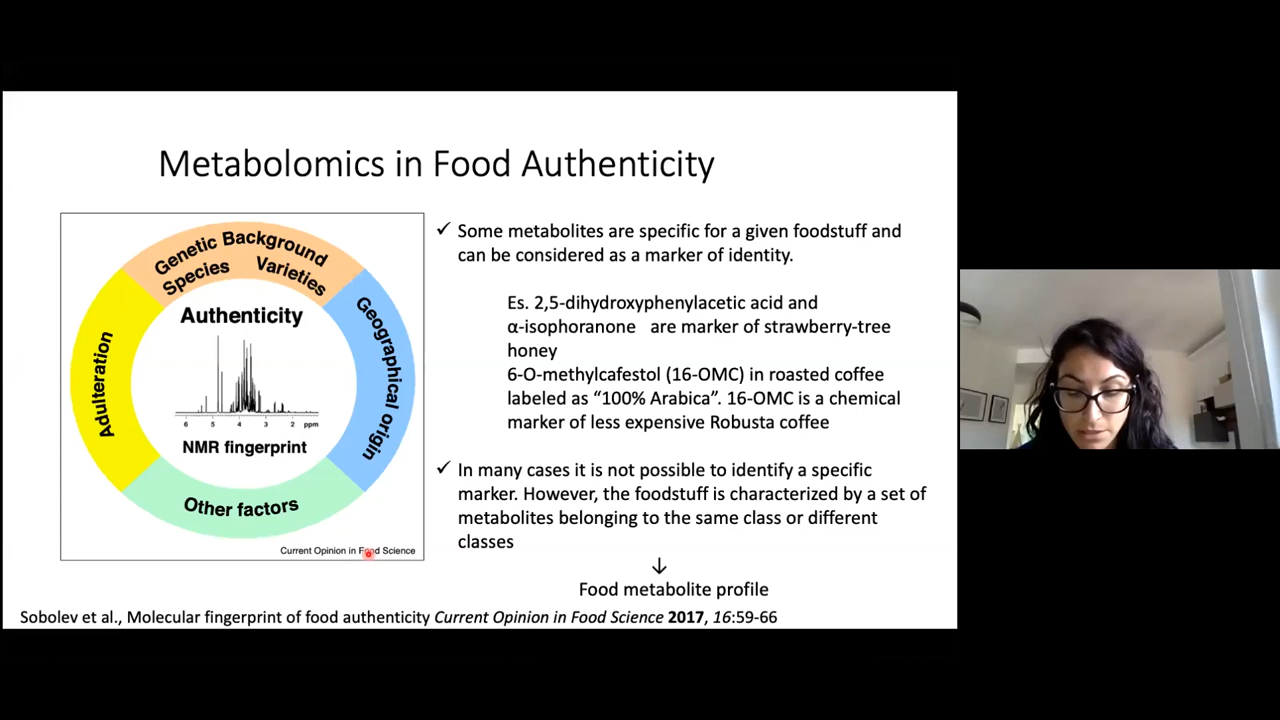 Metabolomics in Food Authenticity
Genetic Background
Species Varieties
Adulteration
Geographical origin
Authenticity
6 5 4 3 2 1 ppm
NMR fingerprint
Other factors
Current Opinion in Food Science
✓ Some metabolites are specific for a given foodstuff and
can be considered as a marker of identity.
Es. 2,5-dihydroxyphenylacetic acid and
α-isophoranone are marker of strawberry-tree
honey
6-O-methylcafestol (16-OMC) in roasted coffee
labeled as “100% Arabica”. 16-OMC is a chemical
marker of less expensive Robusta coffee
✓ In many cases it is not possible to identify a specific
marker. However, the foodstuff is characterized by a set of
metabolites belonging to the same class or different
classes
↓
Food metabolite profile
Sobolev et al., Molecular fingerprint of food authenticity Current Opinion in Food Science 2017, 16:59-66